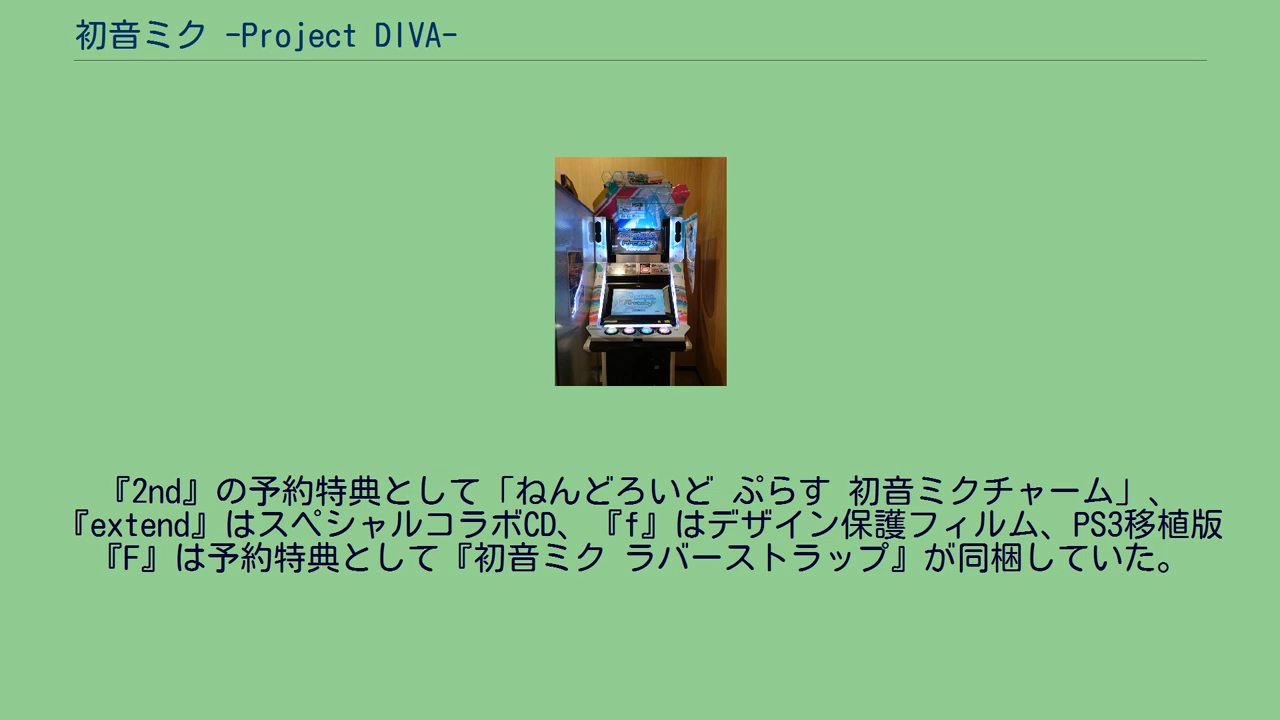 初音ミク -Project DIVA-
『2nd』の予約特典として「ねんどろいど ぷらす 初音ミクチャーム」、
『extend』はスペシャルコラボCD、『f』はデザイン保護フィルム、PS3移植版
『F』は予約特典として『初音ミク ラバーストラップ』が同梱していた。